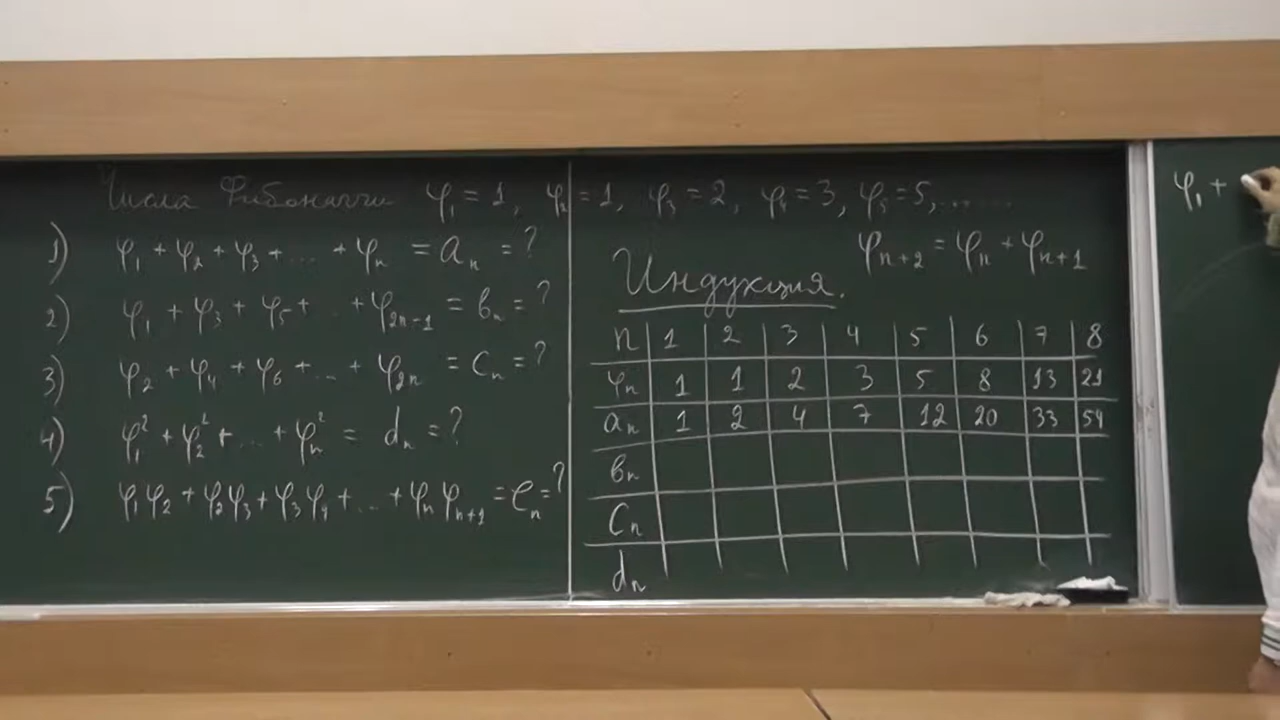 Числа Фибоначчи φ₁ = 1, φ₂ = 1, φ₃ = 2, φ₄ = 3, φ₅ = 5, ......
φₙ₊₂ = φₙ + φₙ₊₁
1) φ₁ + φ₂ + φ₃ + ... + φₙ = aₙ = ?
2) φ₁ + φ₃ + φ₅ + ... + φ₂ₙ₋₁ = bₙ = ?
3) φ₂ + φ₄ + φ₆ + ... + φ₂ₙ = cₙ = ?
4) φ₁² + φ₂² + ... + φₙ² = dₙ = ?
5) φ₁φ₂ + φ₂φ₃ + φ₃φ₄ + ... + φₙφₙ₊₁ = eₙ = ?
Индукция.
n 1 2 3 4 5 6 7 8
φₙ 1 1 2 3 5 8 13 21
aₙ 1 2 4 7 12 20 33 54
bₙ
cₙ
dₙ
φ₁ +